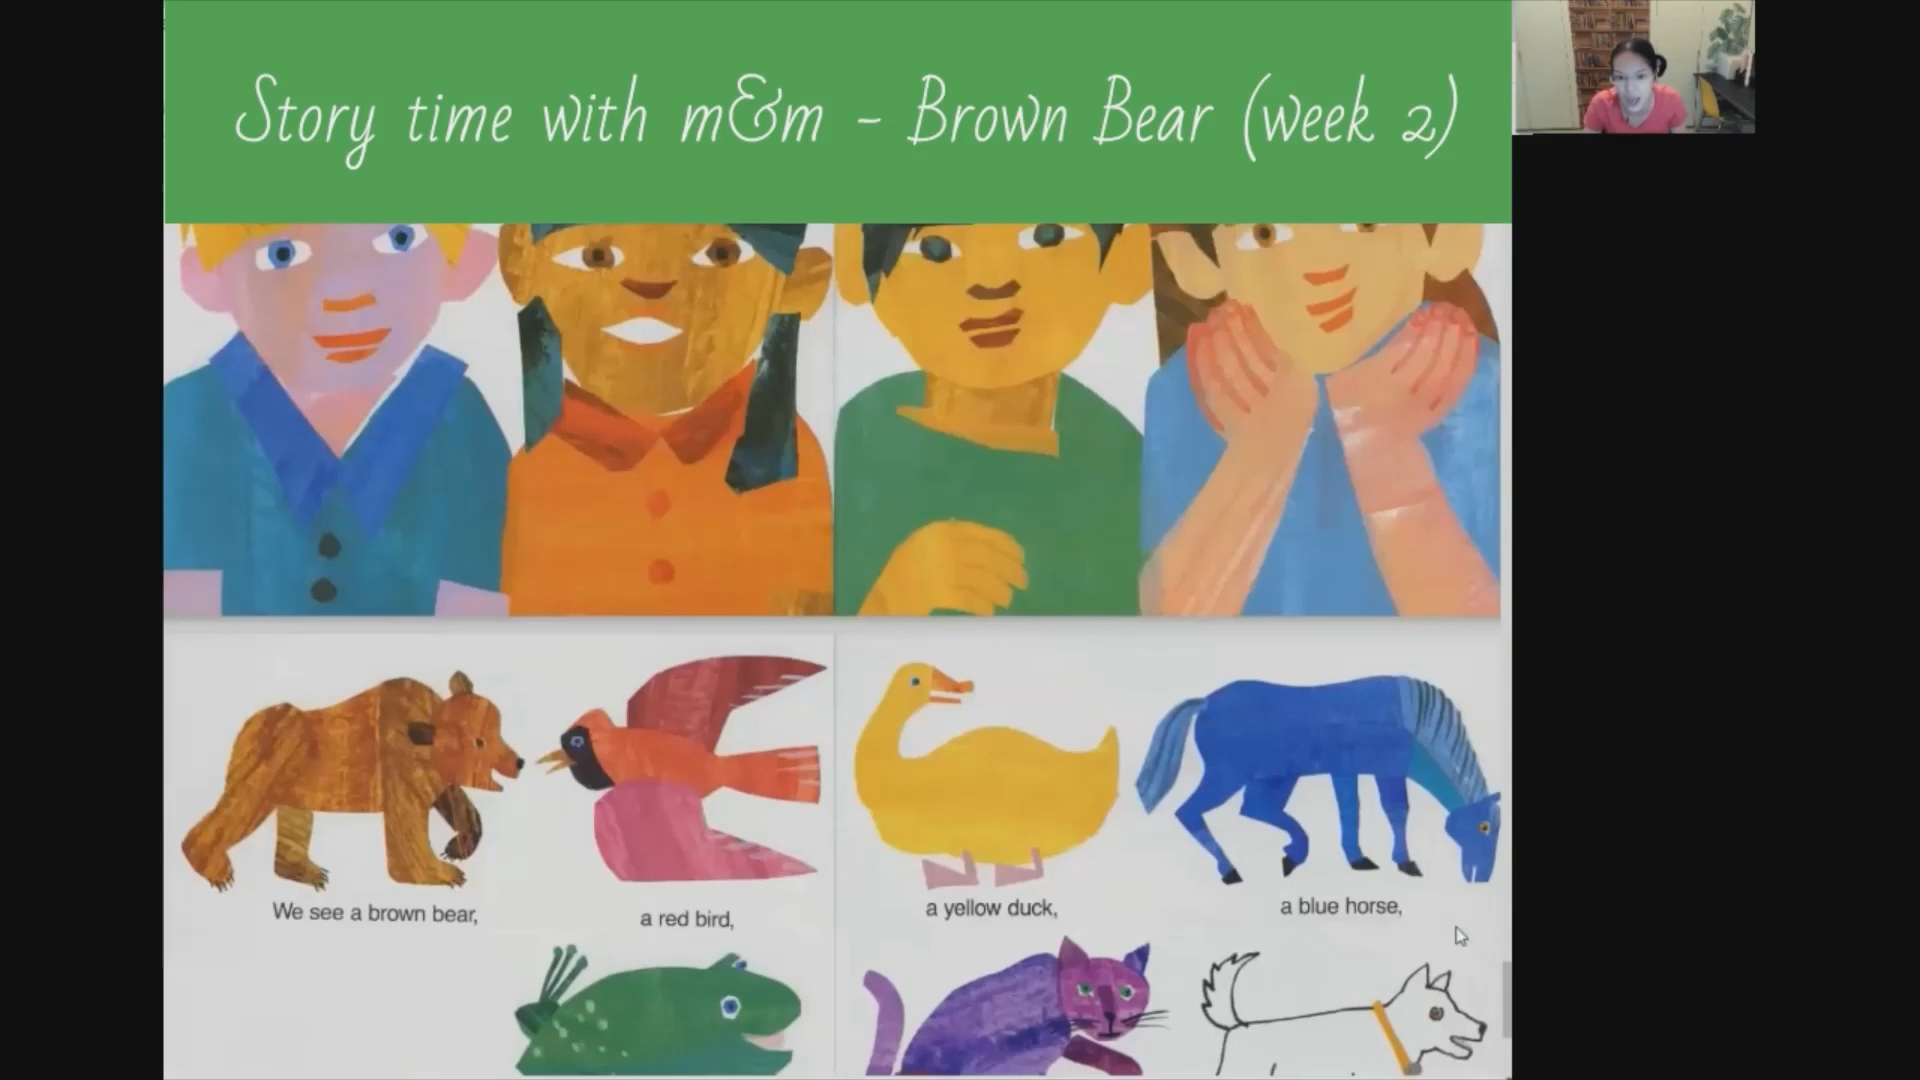 Story time with m&m - Brown Bear (week 2)
We see a brown bear,
a red bird,
a yellow duck,
a blue horse,